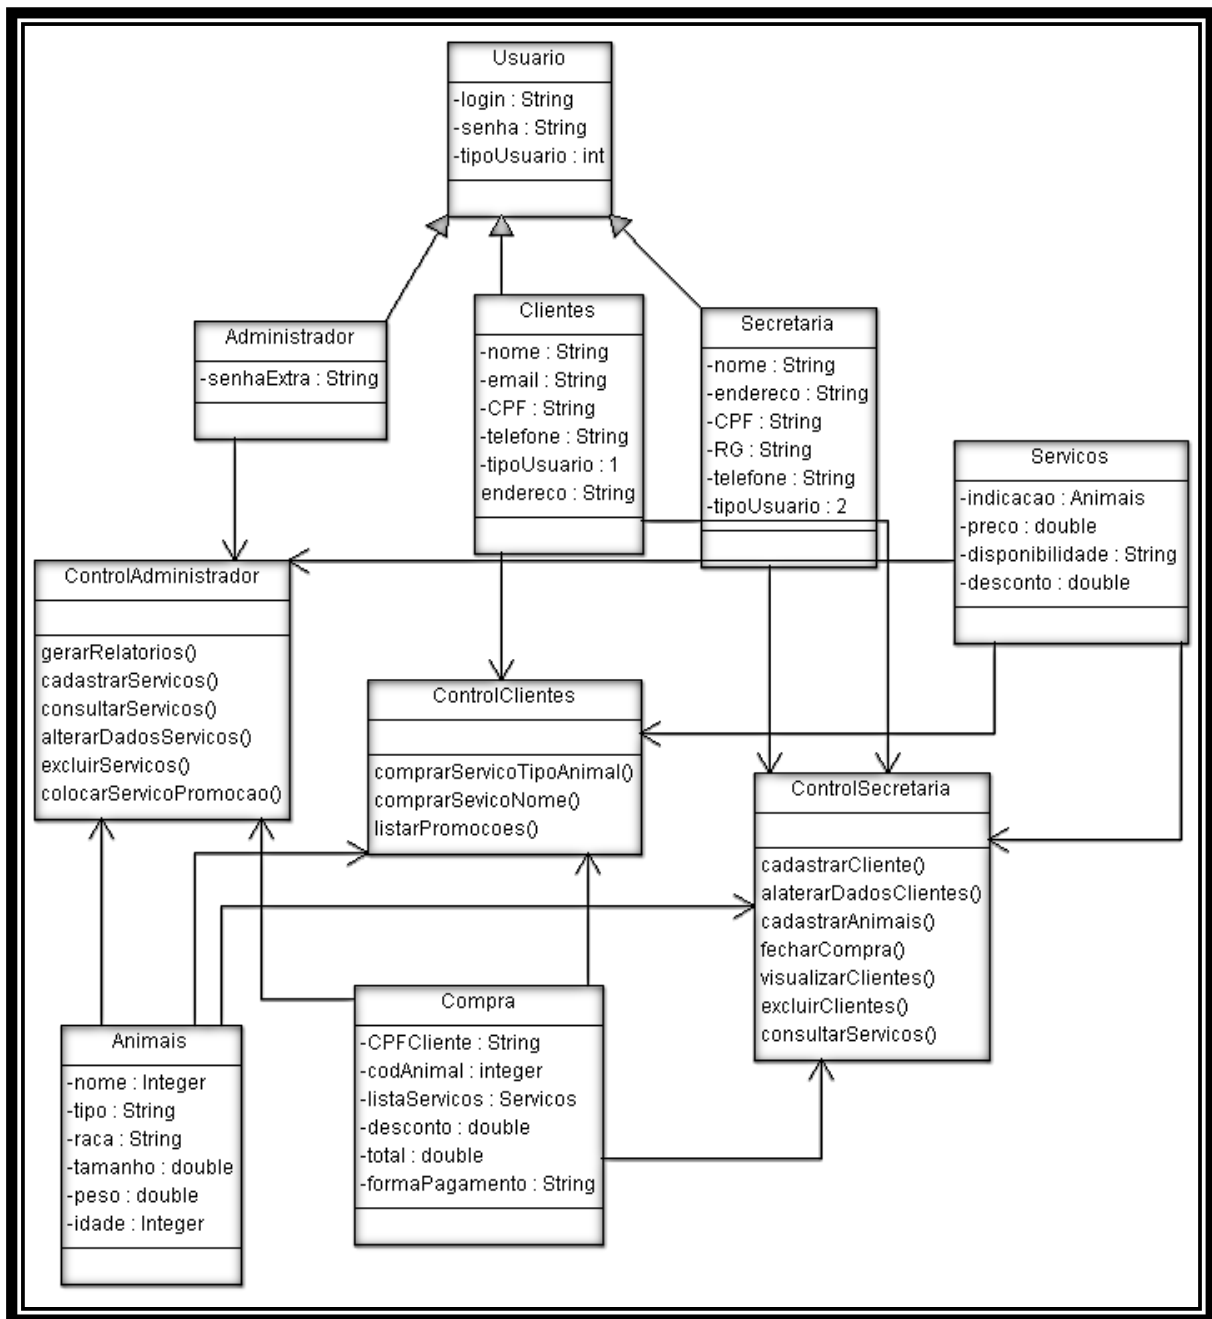 Usuario
-login : String
-senha : String
-tipoUsuario : int
Administrador
-senhaExtra : String
Clientes
-nome : String
-email : String
-CPF : String
-telefone : String
-tipoUsuario : 1
endereco : String
Secretaria
-nome : String
-endereco : String
-CPF : String
-RG : String
-telefone : String
-tipoUsuario : 2
Servicos
-indicacao : Animais
-preco : double
-disponibilidade : String
-desconto : double
ControlAdministrador
gerarRelatorios()
cadastrarServicos()
consultarServicos()
alterarDadosServicos()
excluirServicos()
colocarServicoPromocao()
ControlClientes
comprarServicoTipoAnimal()
comprarSevicoNome()
listarPromocoes()
ControlSecretaria
cadastrarCliente()
alaterarDadosClientes()
cadastrarAnimais()
fecharCompra()
visualizarClientes()
excluirClientes()
consultarServicos()
Animais
-nome : Integer
-tipo : String
-raca : String
-tamanho : double
-peso : double
-idade : Integer
Compra
-CPFCliente : String
-codAnimal : integer
-listaServicos : Servicos
-desconto : double
-total : double
-formaPagamento : String